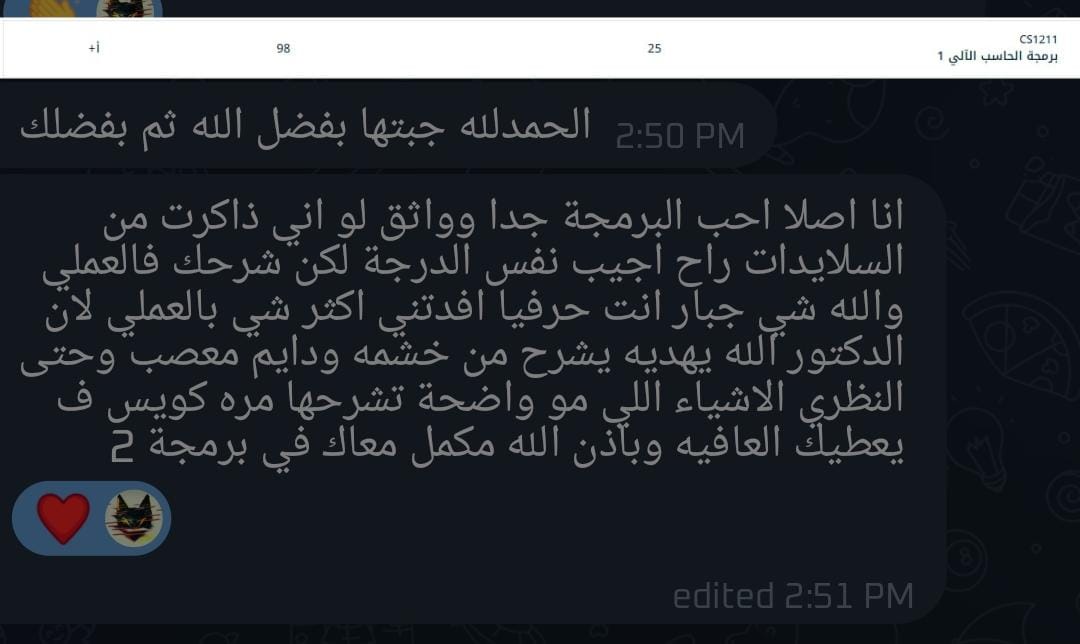 CS1211
برمجة الحاسب الآلي 1
25
98
أ+
الحمدلله جبتها بفضل الله ثم بفضلك
2:50 PM
انا اصلا احب البرمجة جدا وواثق لو اني ذاكرت من
السلايدات راح اجيب نفس الدرجة لكن شرحك فالعملي
والله شي جبار انت حرفيا افدتني اكثر شي بالعملي لان
الدكتور الله يهديه يشرح من خشمه ودايم معصب وحتى
النظري الاشياء اللي مو واضحة تشرحها مره كويس ف
يعطيك العافيه وباذن الله مكمل معاك في برمجة 2
edited 2:51 PM